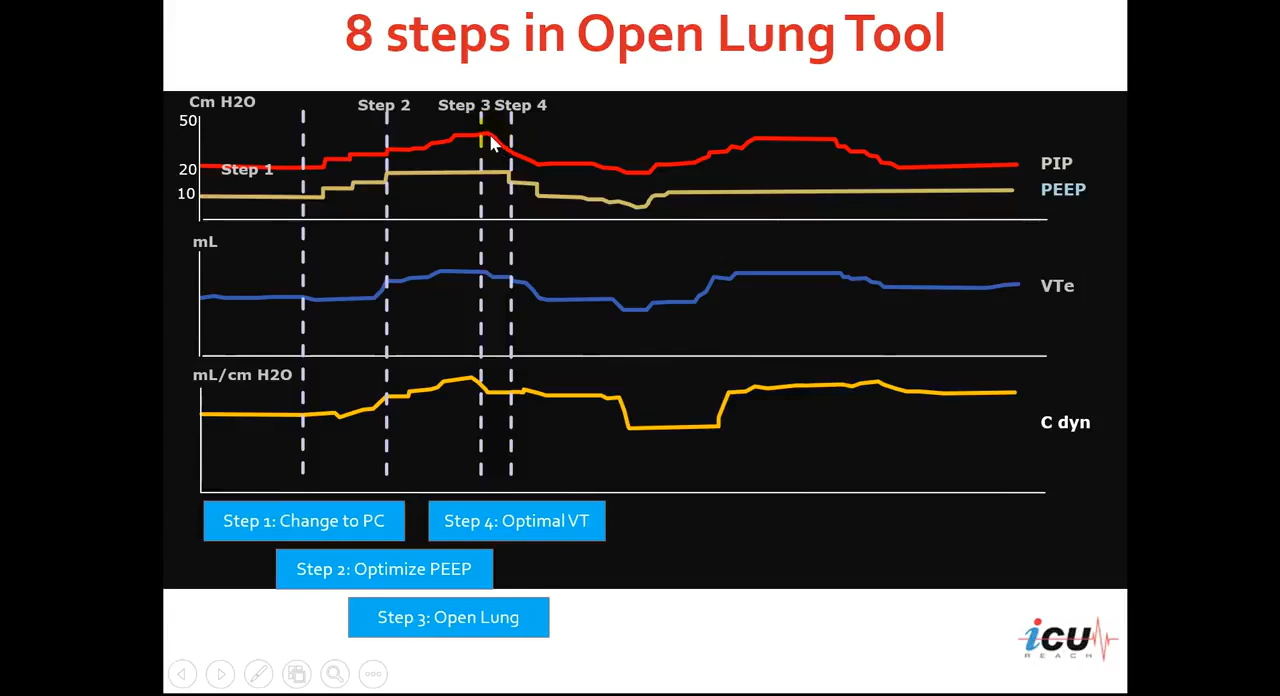 8 steps in Open Lung Tool
Cm H2O
Step 2
Step 3
Step 4
50
20
Step 1
10
PIP
PEEP
mL
VTe
mL/cm H2O
C dyn
Step 1: Change to PC
Step 4: Optimal VT
Step 2: Optimize PEEP
Step 3: Open Lung
iCU
REACH